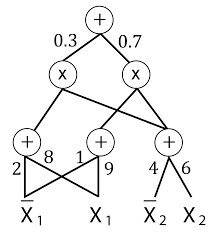 +
0.3 0.7
x x
+ + +
2 8 1 9 4 6
X̅₁ X₁ X̅₂ X₂